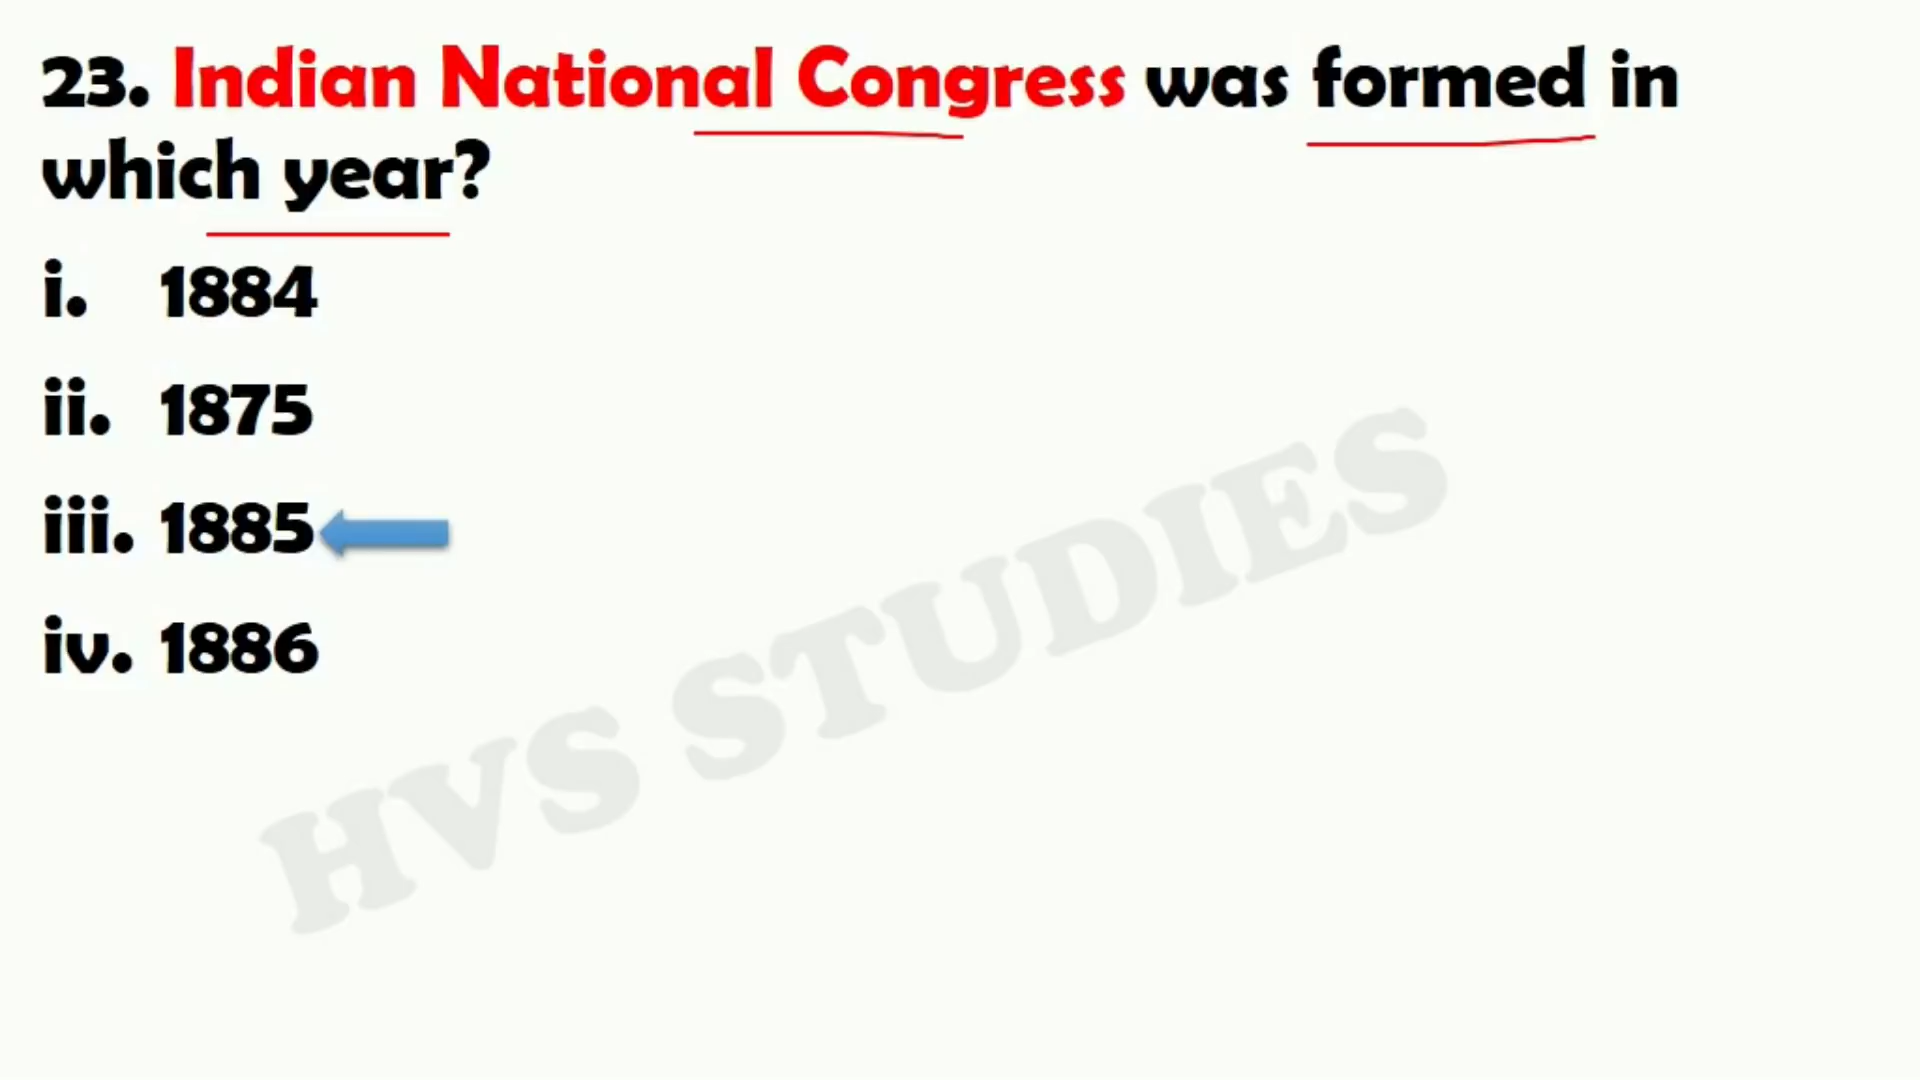 23. Indian National Congress was formed in
which year?
i. 1884
ii. 1875
iii. 1885
iv. 1886
HVS STUDIES